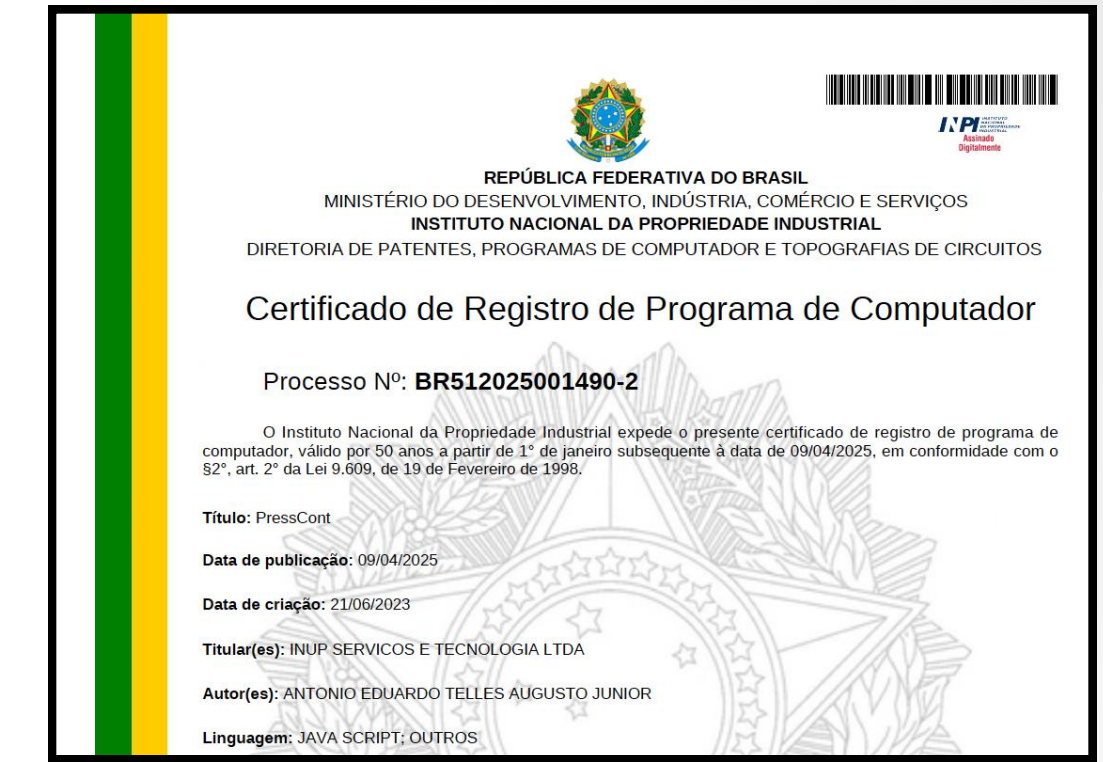 INPI INSTITUTO
NACIONAL
DA PROPRIEDADE
INDUSTRIAL
Assinado
Digitalmente
REPÚBLICA FEDERATIVA DO BRASIL
MINISTÉRIO DO DESENVOLVIMENTO, INDÚSTRIA, COMÉRCIO E SERVIÇOS
INSTITUTO NACIONAL DA PROPRIEDADE INDUSTRIAL
DIRETORIA DE PATENTES, PROGRAMAS DE COMPUTADOR E TOPOGRAFIAS DE CIRCUITOS
Certificado de Registro de Programa de Computador
Processo Nº: BR512025001490-2
O Instituto Nacional da Propriedade Industrial expede o presente certificado de registro de programa de
computador, válido por 50 anos a partir de 1° de janeiro subsequente à data de 09/04/2025, em conformidade com o
§2°, art. 2° da Lei 9.609, de 19 de Fevereiro de 1998.
Título: PressCont
Data de publicação: 09/04/2025
Data de criação: 21/06/2023
Titular(es): INUP SERVICOS E TECNOLOGIA LTDA
Autor(es): ANTONIO EDUARDO TELLES AUGUSTO JUNIOR
Linguagem: JAVA SCRIPT; OUTROS